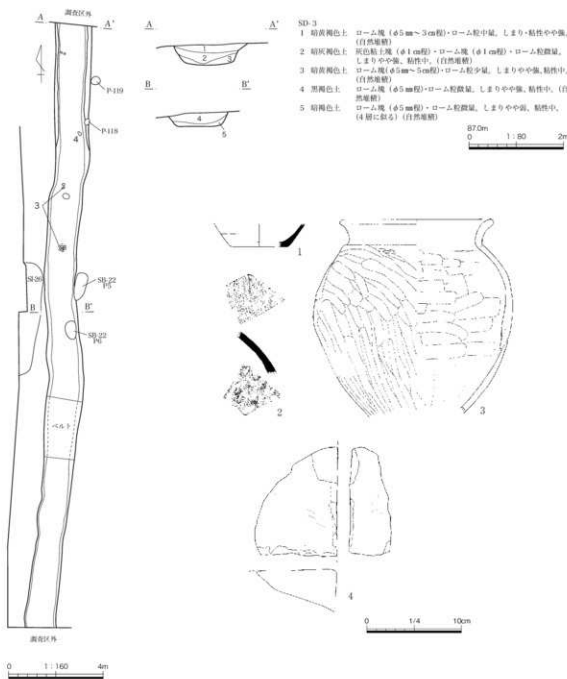 調査区外
A A'
P-119
P-118
4
3
SI-26
SB-22
P5
B B'
SB-22
P6
ベルト
調査区外
0 1:160 4m
A A'
1
2 3
B B'
4
5
SD-3
1 暗黄褐色土 ローム塊(φ5㎜～3㎝程)・ローム粒中量、しまり・粘性やや強。
(自然堆積)
2 暗灰褐色土 灰色粘土塊(φ1㎝程)・ローム塊(φ1㎝程)・ローム粒微量。
しまりやや強、粘性中。(自然堆積)
3 暗黄褐色土 ローム塊(φ5㎜～5㎝程)・ローム粒少量。しまりやや強、粘性中。
(自然堆積)
4 黒褐色土 ローム塊(φ5㎜程)・ローム粒微量。しまりやや強、粘性中。(自
然堆積)
5 暗褐色土 ローム塊(φ5㎜程)・ローム粒微量。しまりやや弱、粘性中。
(4層に似る)(自然堆積)
87.0m
0 1:80 2m
1
2
3
4
0 1/4 10cm